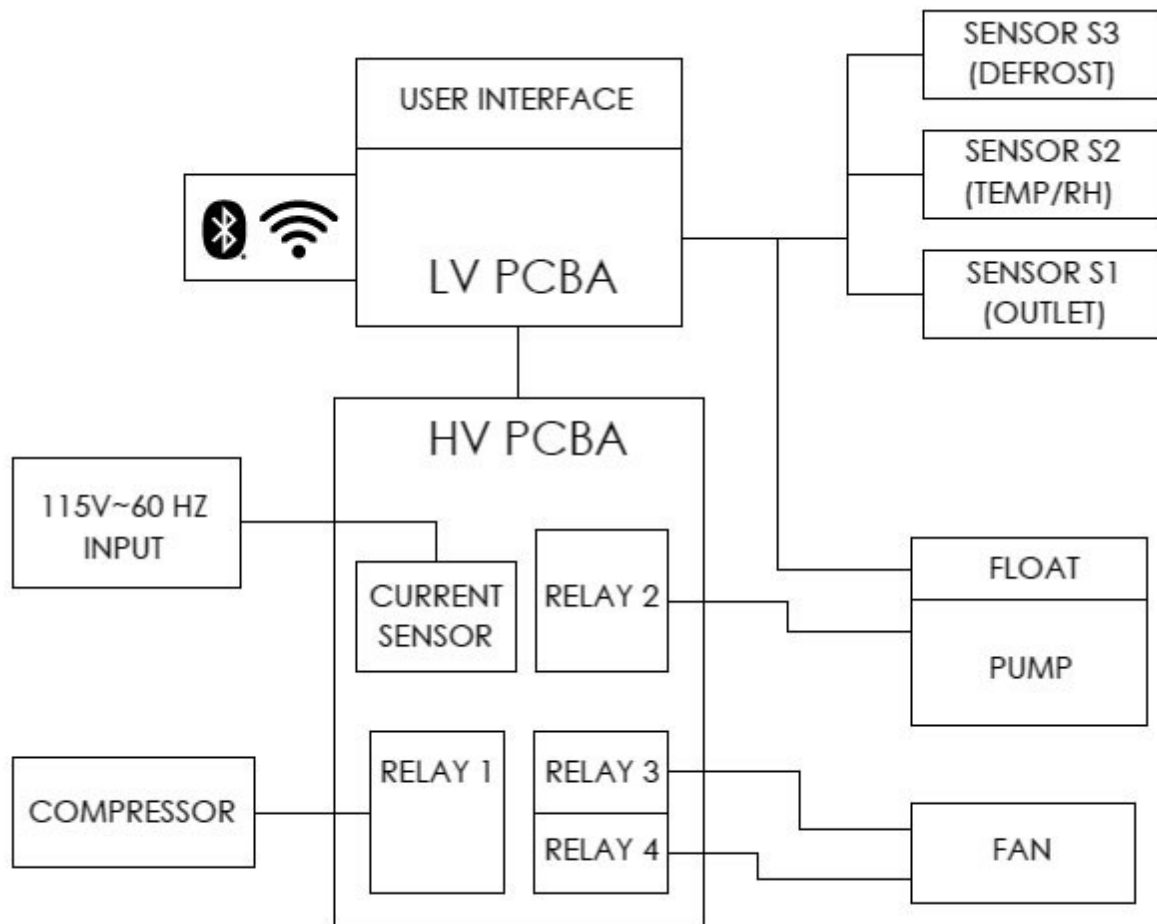 SENSOR S3
(DEFROST)
USER INTERFACE
SENSOR S2
(TEMP/RH)
LV PCBA
SENSOR S1
(OUTLET)
HV PCBA
115V~60 HZ
INPUT
CURRENT
SENSOR
RELAY 2
FLOAT
PUMP
RELAY 1
RELAY 3
COMPRESSOR
RELAY 4
FAN